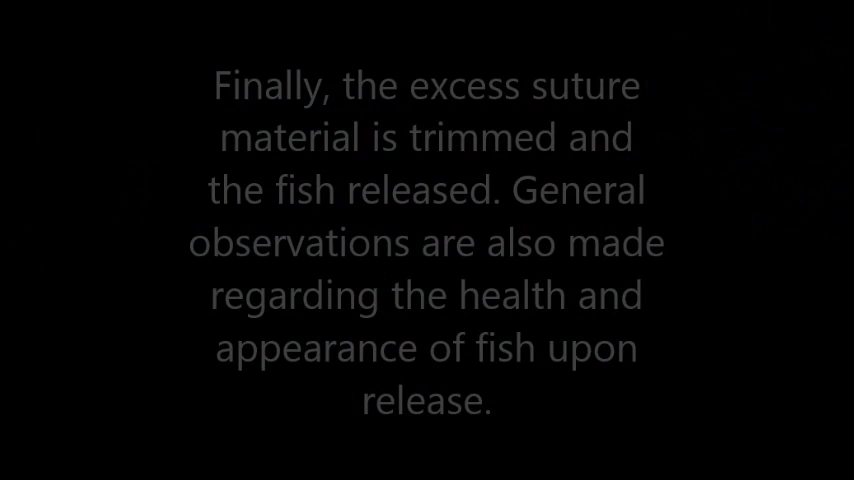 Finally, the excess suture
material is trimmed and
the fish released. General
observations are also made
regarding the health and
appearance of fish upon
release.